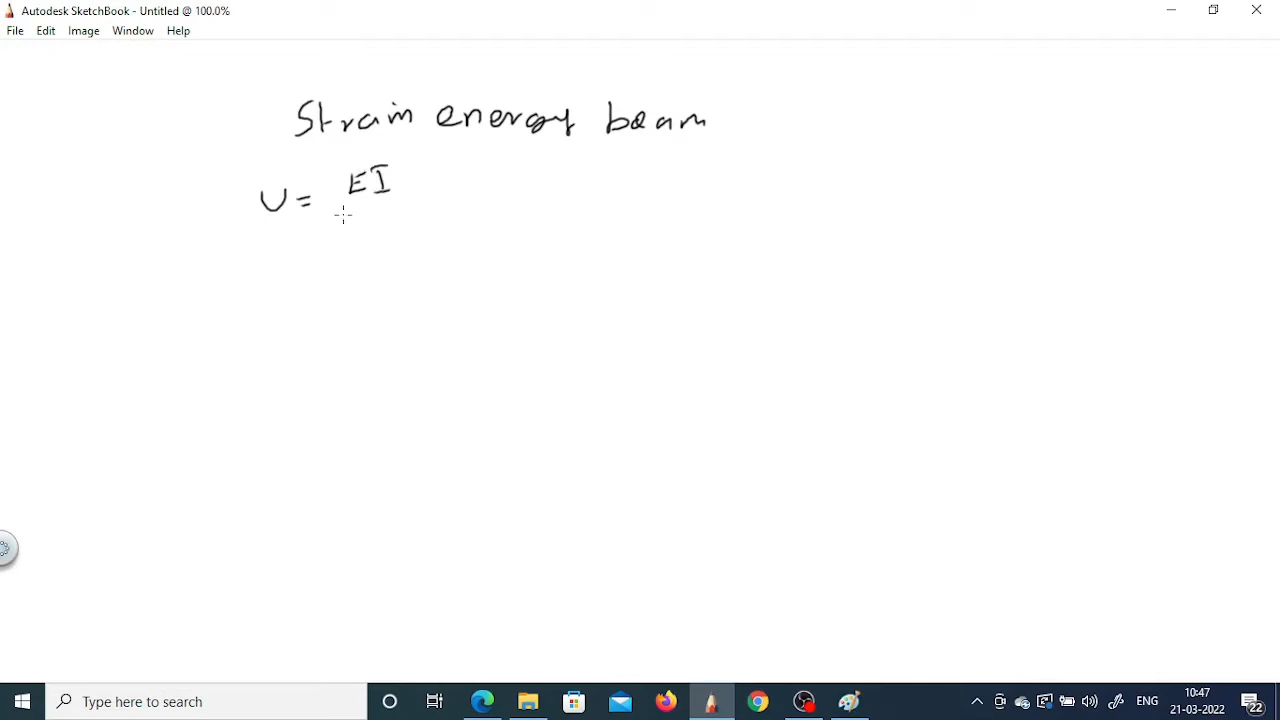 Autodesk SketchBook - Untitled @ 100.0%
File Edit Image Window Help
Strain energy beam
EI
U =
Type here to search
ENG
10:47
21-03-2022
22